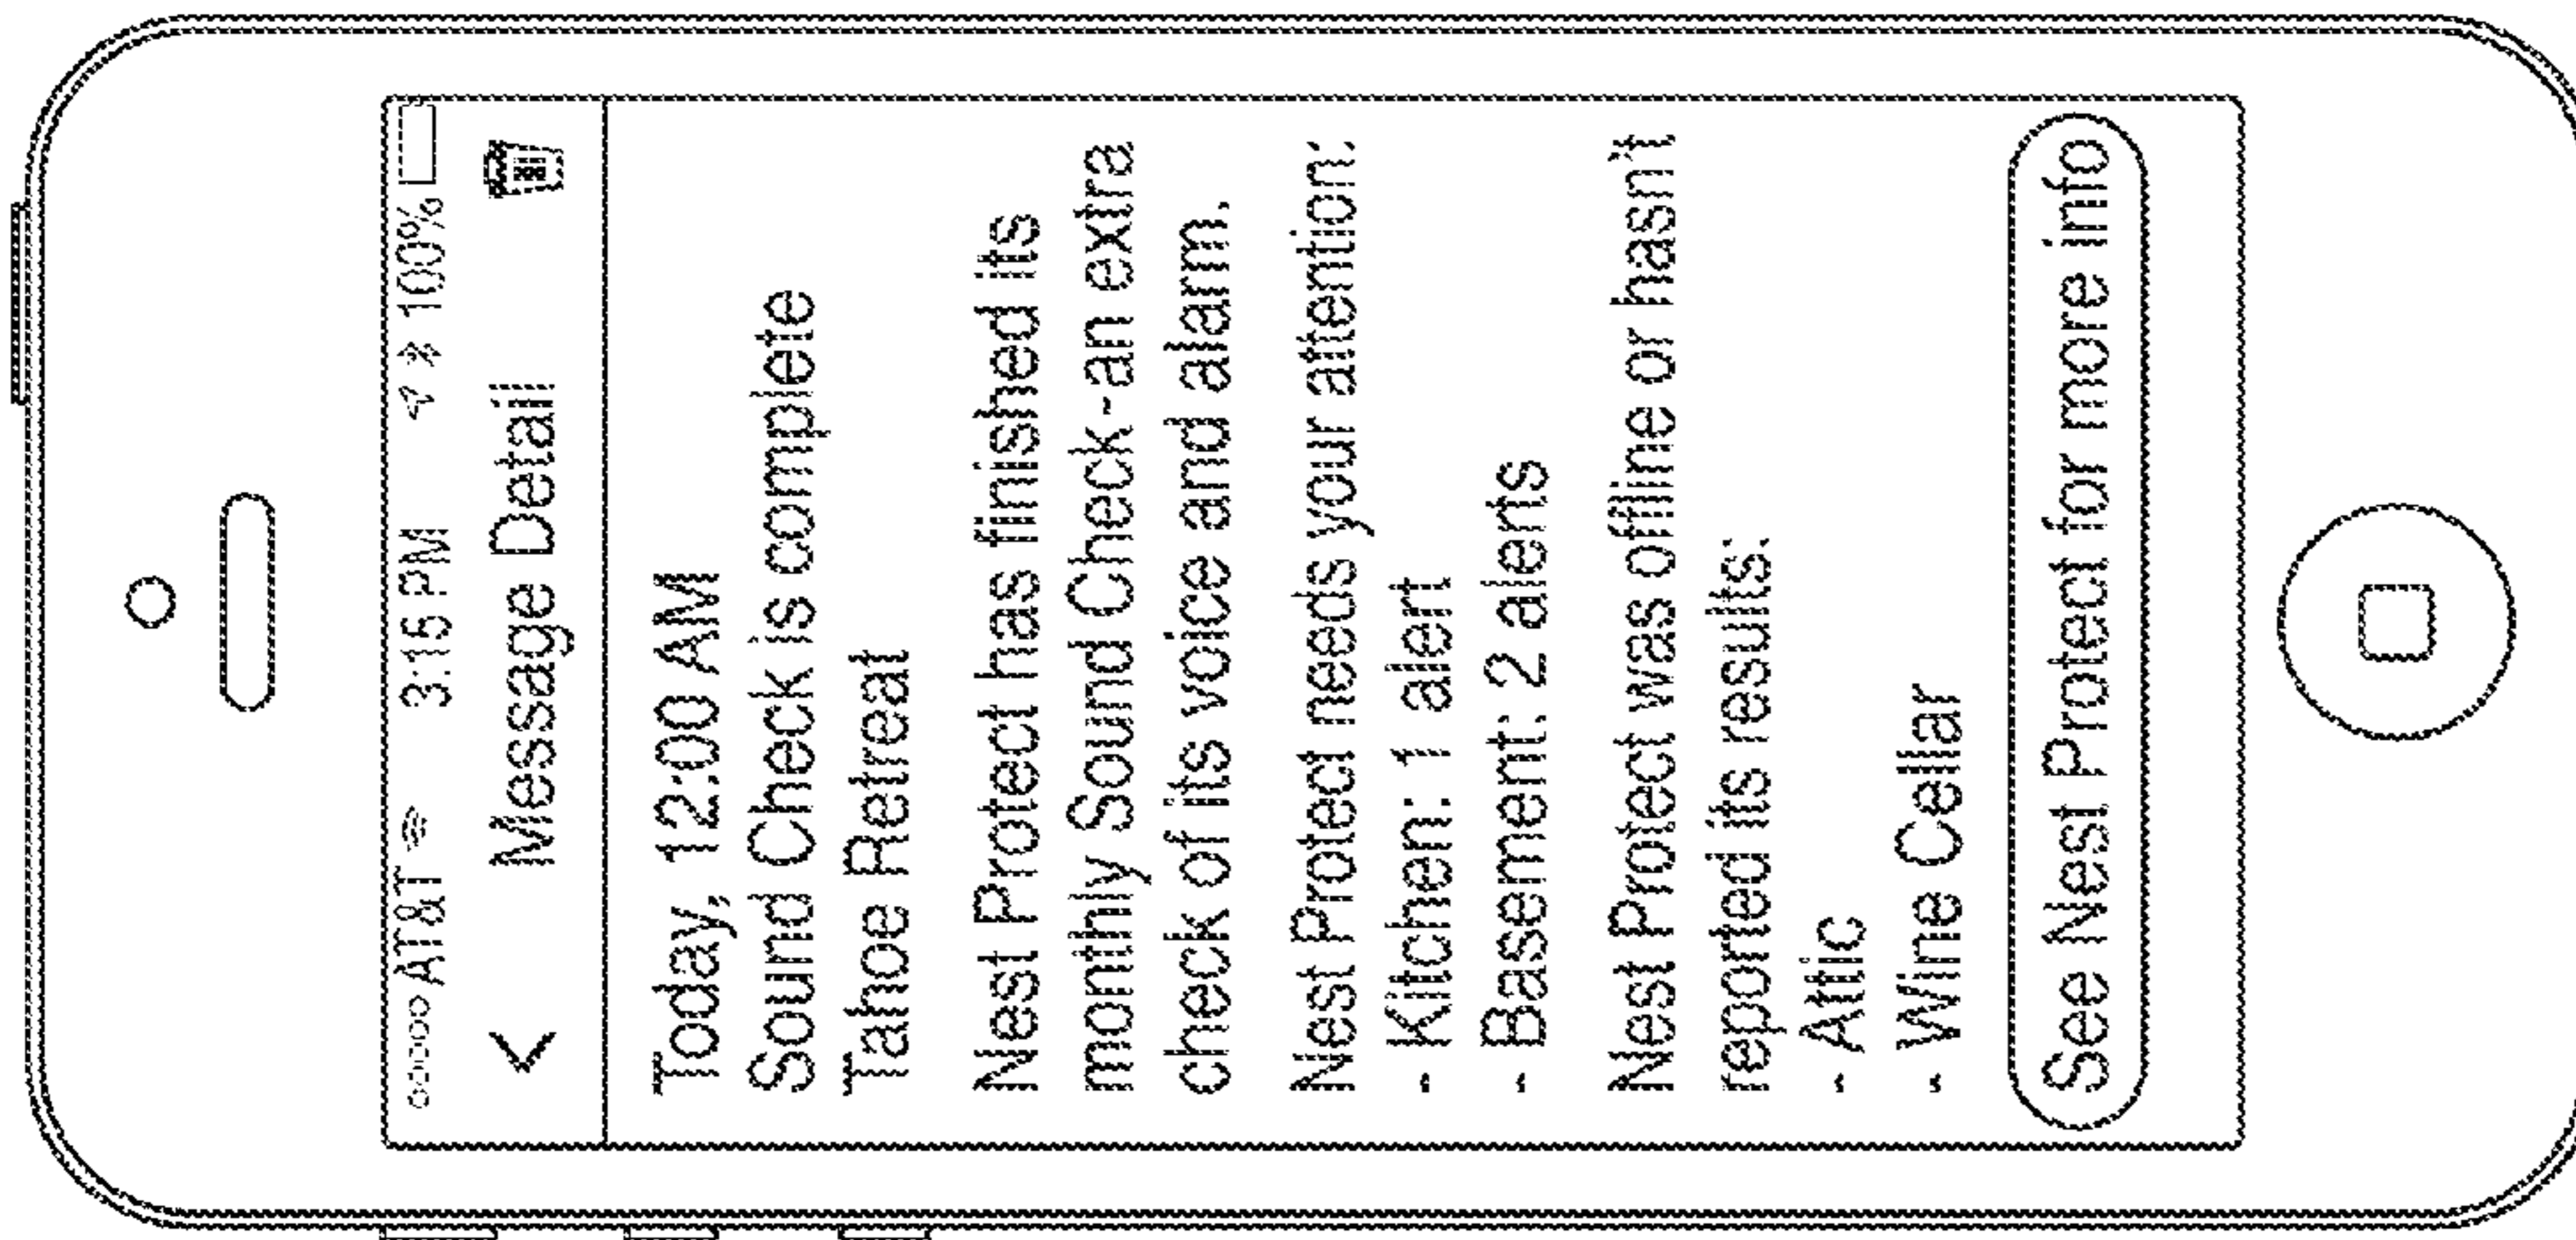 AT&T 3:15 PM 100%
Message Detail
Today, 12:00 AM
Sound Check is complete
Tahoe Retreat
Nest Protect has finished its
monthly Sound Check-an extra
check of its voice and alarm.
Nest Protect needs your attention:
- Kitchen: 1 alert
- Basement: 2 alerts
Nest Protect was offline or hasn't
reported its results:
- Attic
- Wine Cellar
See Nest Protect for more info